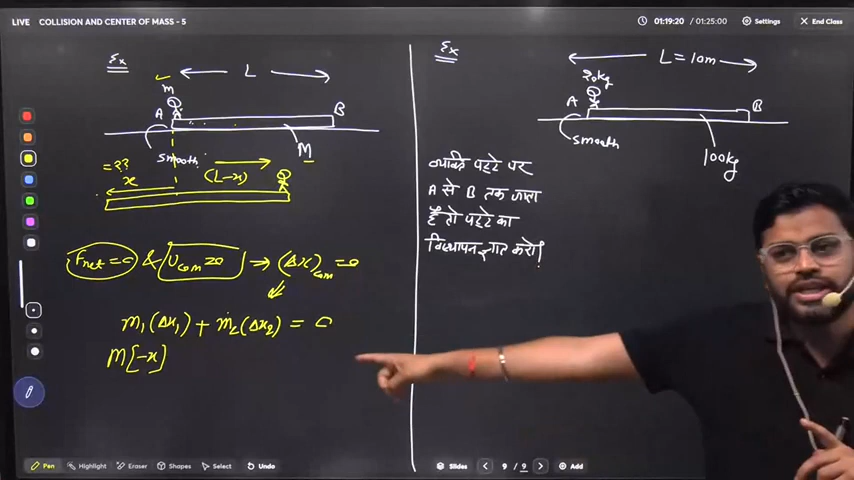 LIVE COLLISION AND CENTER OF MASS - 5
01:19:20 01:25:00 Settings End Class
Ex
L
m
A A' B
smooth M
= ??
x (L-x)
Fnet = 0 & Ucom = 0 ⇒ (Δx)cm = 0
m₁(Δx₁) + m₂(Δx₂) = 0
M[-x]
Ex
L = 10m
20kg
A B
smooth 100kg
व्यक्ति पट्टे पर
A से B तक जाता
है तो पट्टे का
विस्थापन ज्ञात करो!
Pen Highlight Eraser Shapes Select Undo Slides 9 / 9 Add